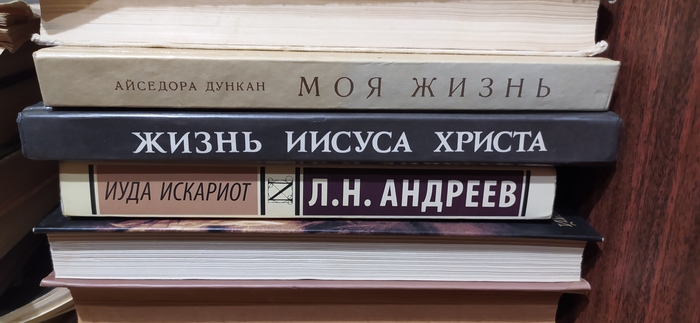 АЙСЕДОРА ДУНКАН МОЯ ЖИЗНЬ
ЖИЗНЬ ИИСУСА ХРИСТА
ИУДА ИСКАРИОТ Л.Н. АНДРЕЕВ